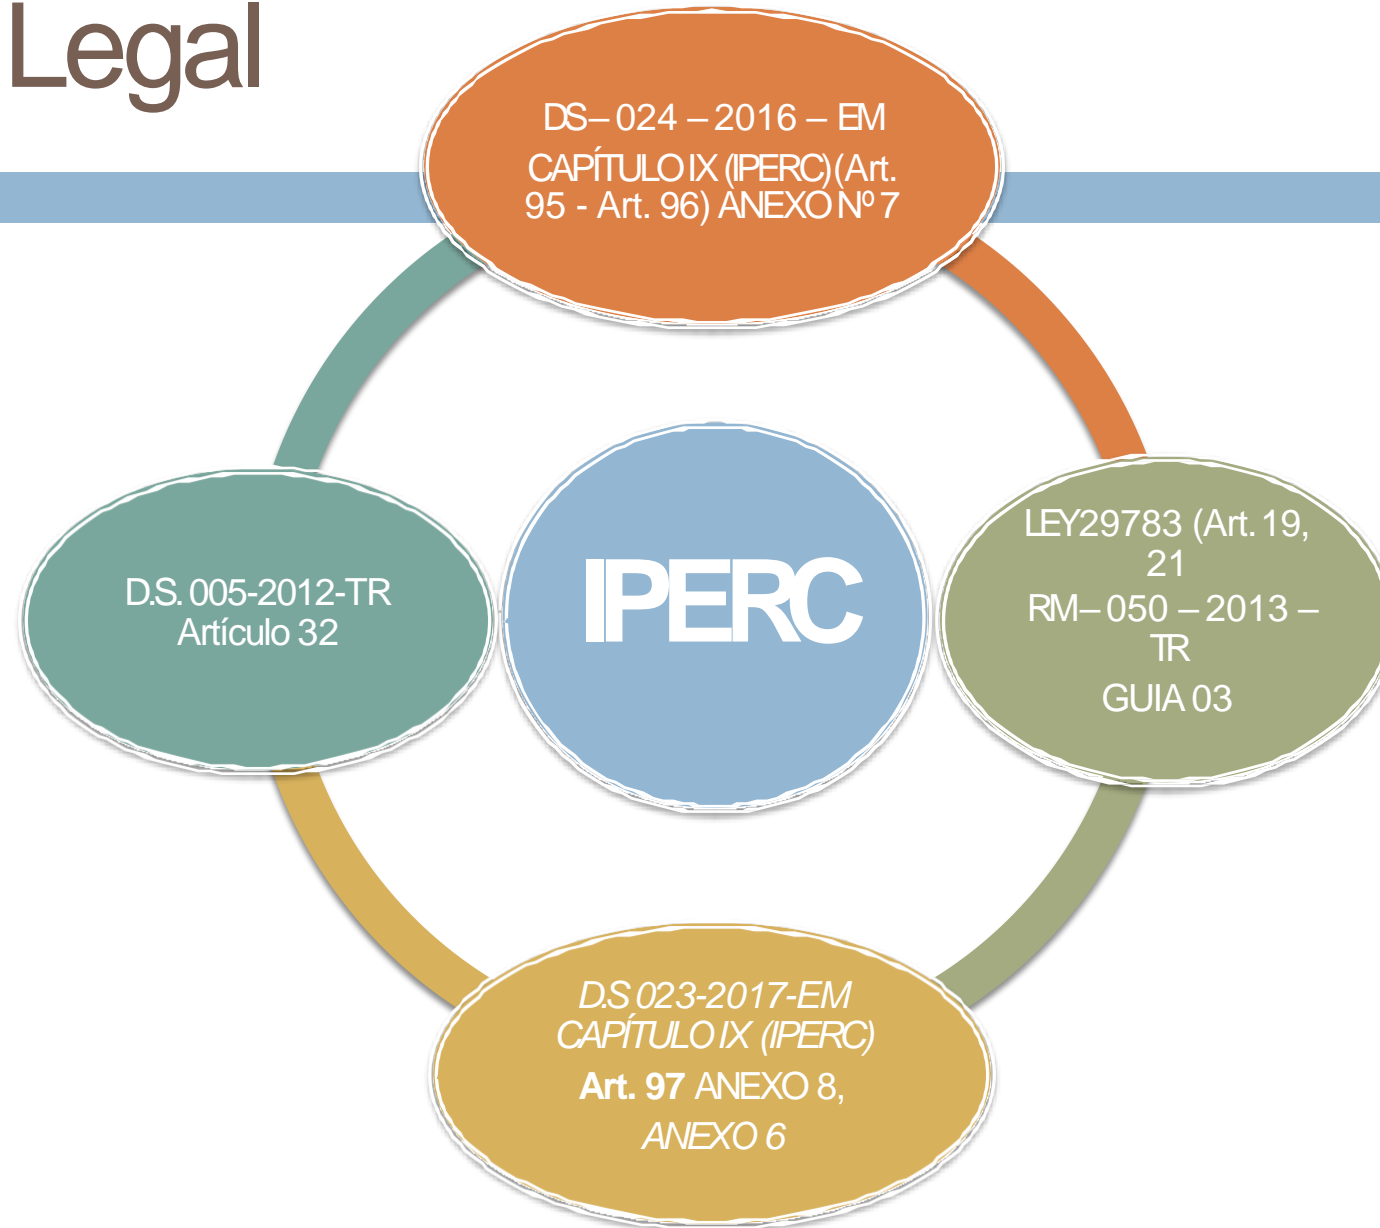 Legal
DS– 024 – 2016 – EM
CAPÍTULO IX (IPERC) (Art.
95 - Art. 96) ANEXO Nº 7
LEY29783 (Art. 19,
21
RM– 050 – 2013 –
TR
GUIA 03
D.S. 005-2012-TR
Artículo 32
IPERC
D.S 023-2017-EM
CAPÍTULO IX (IPERC)
Art. 97 ANEXO 8,
ANEXO 6